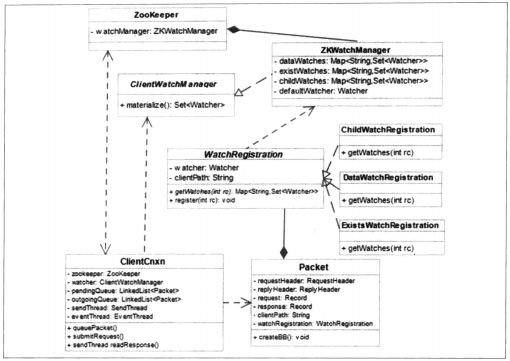 ZooKeeper
- watchManager: ZKWatchManager
ZKWatchManager
- dataWatches: Map<String,Set<Watcher>>
- existWatches: Map<String,Set<Watcher>>
- childWatches: Map<String,Set<Watcher>>
- defaultWatcher: Watcher
ClientWatchManager
+ materialize(): Set<Watcher>
WatchRegistration
- watcher: Watcher
- clientPath: String
+ getWatches(int rc): Map<String,Set<Watcher>>
+ register(int rc): void
ChildWatchRegistration
+ getWatches(int rc)
DataWatchRegistration
+ getWatches(int rc)
ExistsWatchRegistration
+ getWatches(int rc)
ClientCnxn
- zookeeper: ZooKeeper
- watcher: ClientWatchManager
- pendingQueue: LinkedList<Packet>
- outgoingQueue: LinkedList<Packet>
- sendThread: SendThread
- eventThread: EventThread
+ queuePacket()
+ submitRequest()
+ sendThread.readResponse()
Packet
- requestHeader: RequestHeader
- replyHeader: ReplyHeader
- request: Record
- response: Record
- clientPath: String
- watchRegistration: WatchRegistration
+ createBB(): void